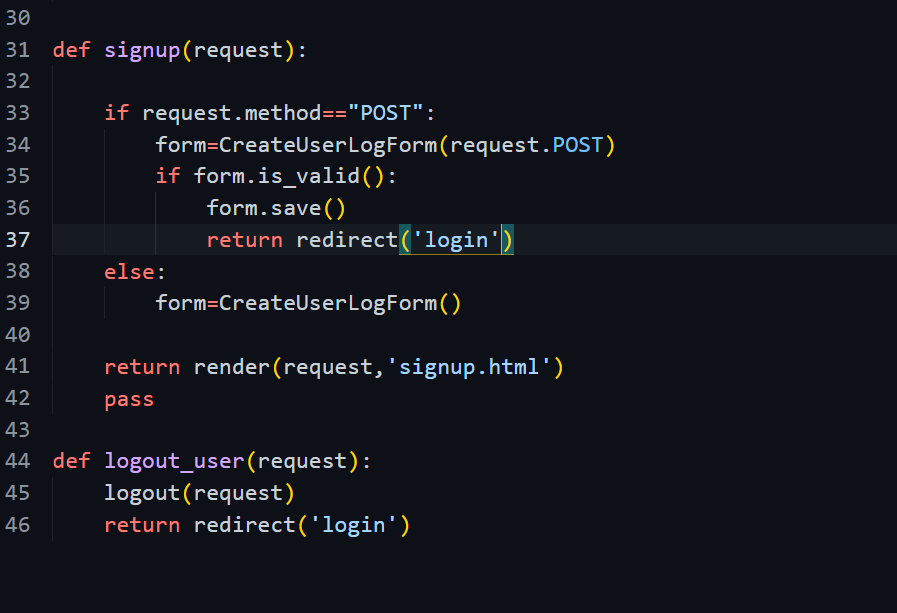 30
31 def signup(request):
32
33     if request.method=="POST":
34         form=CreateUserLogForm(request.POST)
35         if form.is_valid():
36             form.save()
37             return redirect('login')
38     else:
39         form=CreateUserLogForm()
40
41     return render(request,'signup.html')
42     pass
43
44 def logout_user(request):
45     logout(request)
46     return redirect('login')